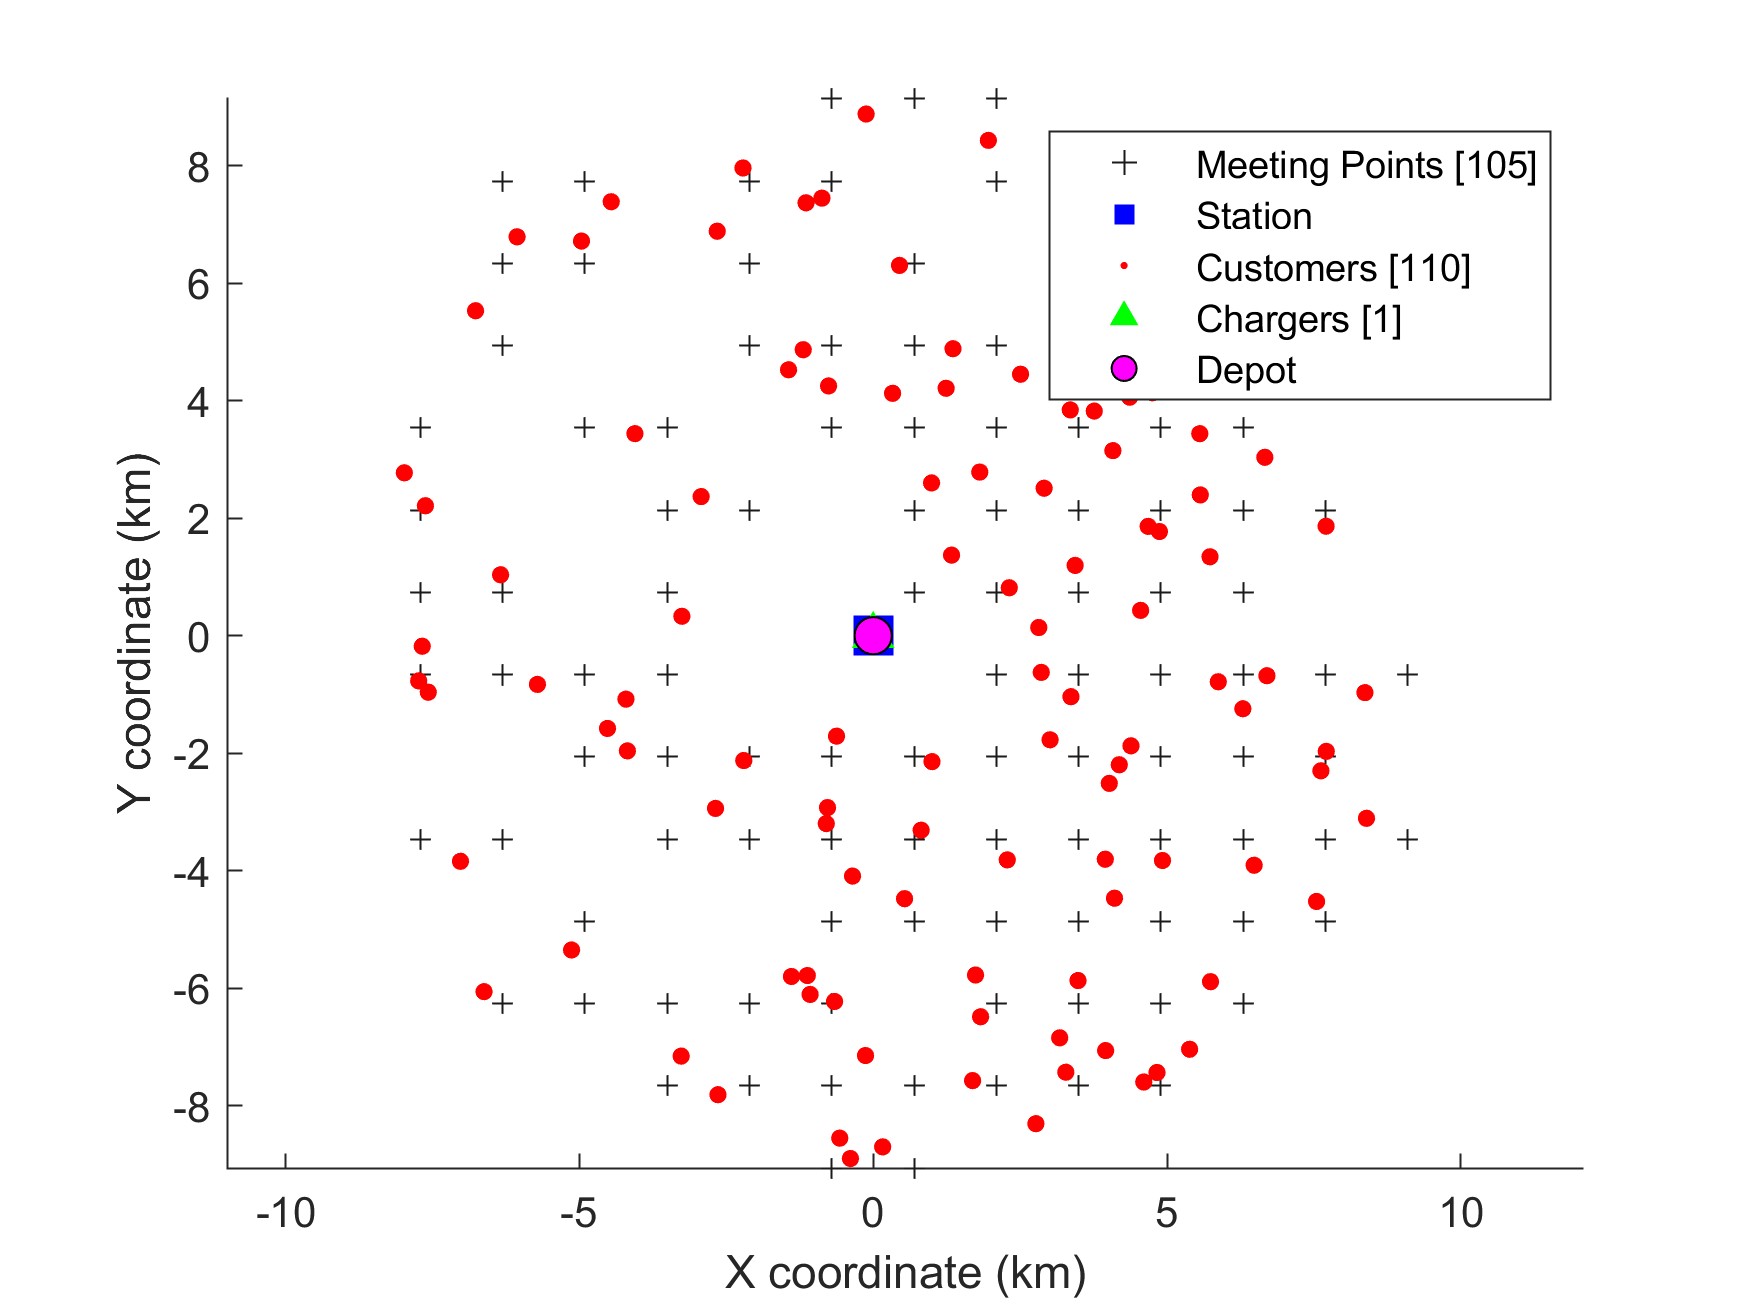 Meeting Points [105]
Station
Customers [110]
Chargers [1]
Depot
8
6
4
2
0
-2
-4
-6
-8
Y coordinate (km)
-10 -5 0 5 10
X coordinate (km)